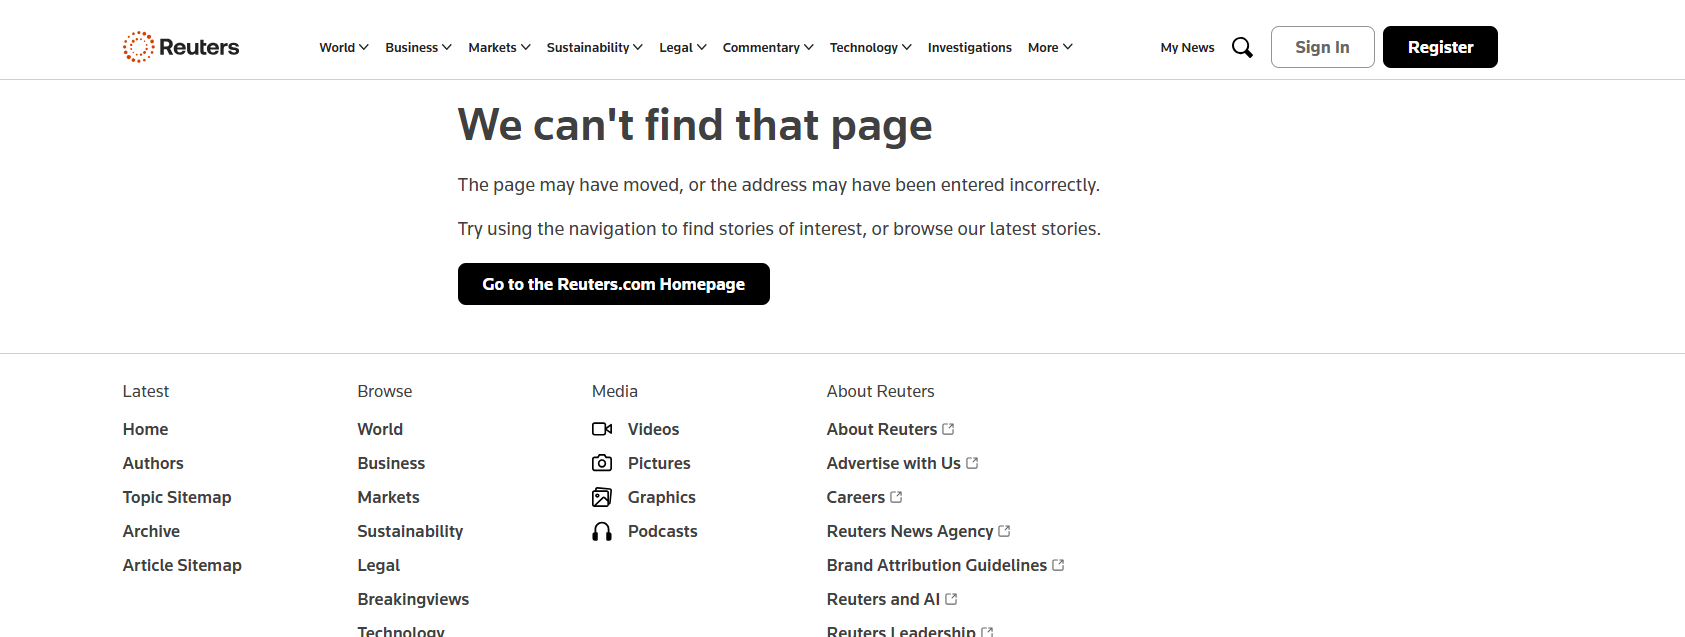 Reuters
World Business Markets Sustainability Legal Commentary Technology Investigations More
My News Sign In Register
We can't find that page
The page may have moved, or the address may have been entered incorrectly.
Try using the navigation to find stories of interest, or browse our latest stories.
Go to the Reuters.com Homepage
Latest
Home
Authors
Topic Sitemap
Archive
Article Sitemap
Browse
World
Business
Markets
Sustainability
Legal
Breakingviews
Technology
Media
Videos
Pictures
Graphics
Podcasts
About Reuters
About Reuters
Advertise with Us
Careers
Reuters News Agency
Brand Attribution Guidelines
Reuters and AI
Reuters Leadership